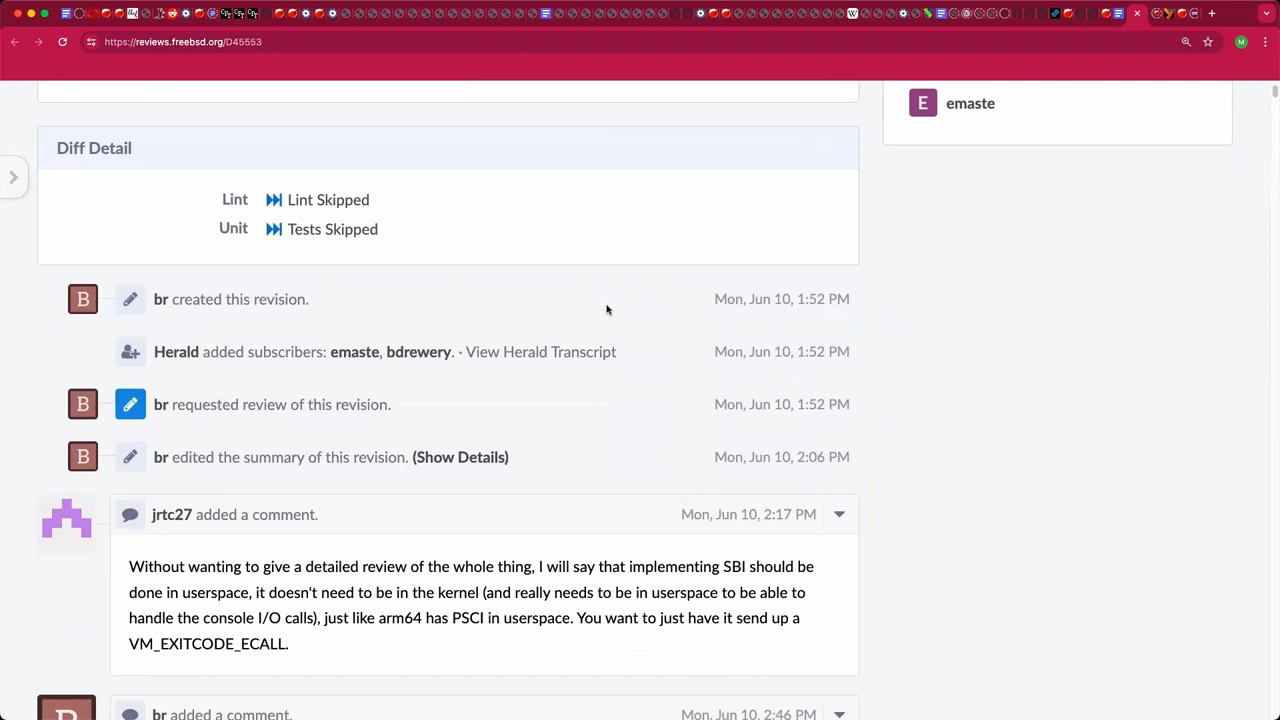 https://reviews.freebsd.org/D45553
M
E emaste
Diff Detail
Lint Lint Skipped
Unit Tests Skipped
B br created this revision. Mon, Jun 10, 1:52 PM
Herald added subscribers: emaste, bdrewery. · View Herald Transcript Mon, Jun 10, 1:52 PM
B br requested review of this revision. Mon, Jun 10, 1:52 PM
B br edited the summary of this revision. (Show Details) Mon, Jun 10, 2:06 PM
jrtc27 added a comment. Mon, Jun 10, 2:17 PM
Without wanting to give a detailed review of the whole thing, I will say that implementing SBI should be
done in userspace, it doesn't need to be in the kernel (and really needs to be in userspace to be able to
handle the console I/O calls), just like arm64 has PSCI in userspace. You want to just have it send up a
VM_EXITCODE_ECALL.
B br added a comment. Mon, Jun 10, 2:46 PM